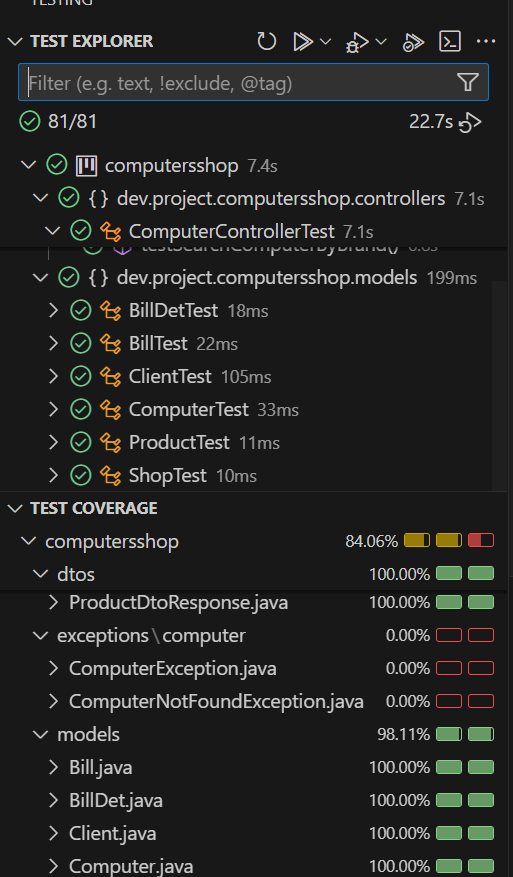 TESTING
TEST EXPLORER
Filter (e.g. text, !exclude, @tag)
81/81 22.7s
computersshop 7.4s
{} dev.project.computersshop.controllers 7.1s
ComputerControllerTest 7.1s
testSearchComputerByBrand() 0.8s
{} dev.project.computersshop.models 199ms
BillDetTest 18ms
BillTest 22ms
ClientTest 105ms
ComputerTest 33ms
ProductTest 11ms
ShopTest 10ms
TEST COVERAGE
computersshop 84.06%
dtos 100.00%
ProductDtoResponse.java 100.00%
exceptions\computer 0.00%
ComputerException.java 0.00%
ComputerNotFoundException.java 0.00%
models 98.11%
Bill.java 100.00%
BillDet.java 100.00%
Client.java 100.00%
Computer.java 100.00%